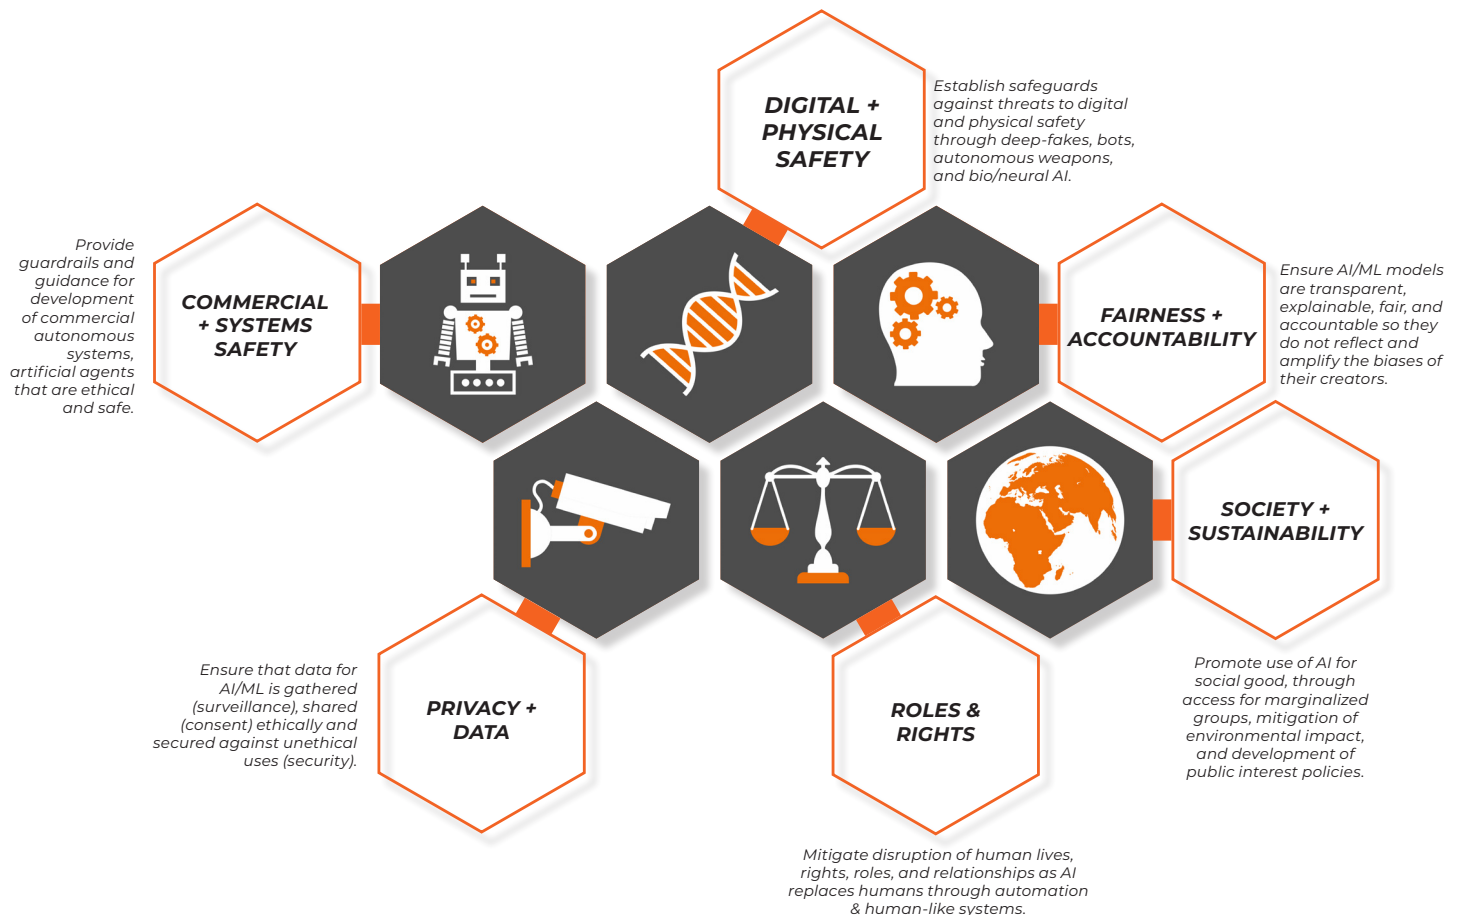 DIGITAL +
PHYSICAL
SAFETY
Establish safeguards
against threats to digital
and physical safety
through deep-fakes, bots,
autonomous weapons,
and bio/neural AI.
Provide
guardrails and
guidance for
development
of commercial
autonomous
systems,
artificial agents
that are ethical
and safe.
COMMERCIAL
+ SYSTEMS
SAFETY
FAIRNESS +
ACCOUNTABILITY
Ensure AI/ML models
are transparent,
explainable, fair, and
accountable so they
do not reflect and
amplify the biases of
their creators.
SOCIETY +
SUSTAINABILITY
Promote use of AI for
social good, through
access for marginalized
groups, mitigation of
environmental impact,
and development of
public interest policies.
Ensure that data for
AI/ML is gathered
(surveillance), shared
(consent) ethically and
secured against unethical
uses (security).
PRIVACY +
DATA
ROLES &
RIGHTS
Mitigate disruption of human lives,
rights, roles, and relationships as AI
replaces humans through automation
& human-like systems.